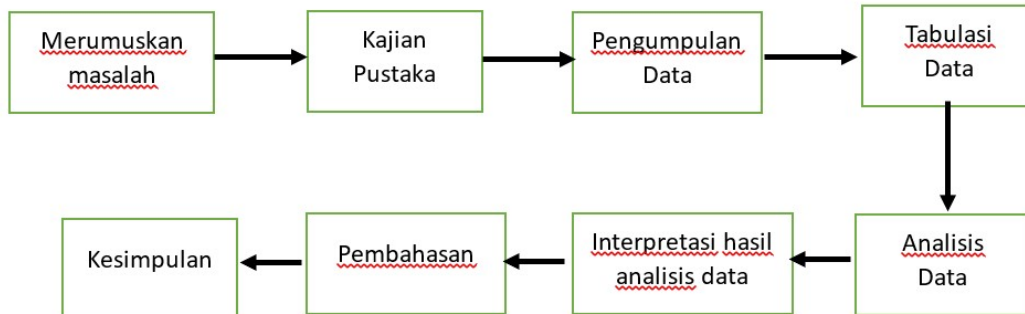 Merumuskan
masalah
Kajian
Pustaka
Pengumpulan
Data
Tabulasi
Data
Analisis
Data
Interpretasi hasil
analisis data
Pembahasan
Kesimpulan